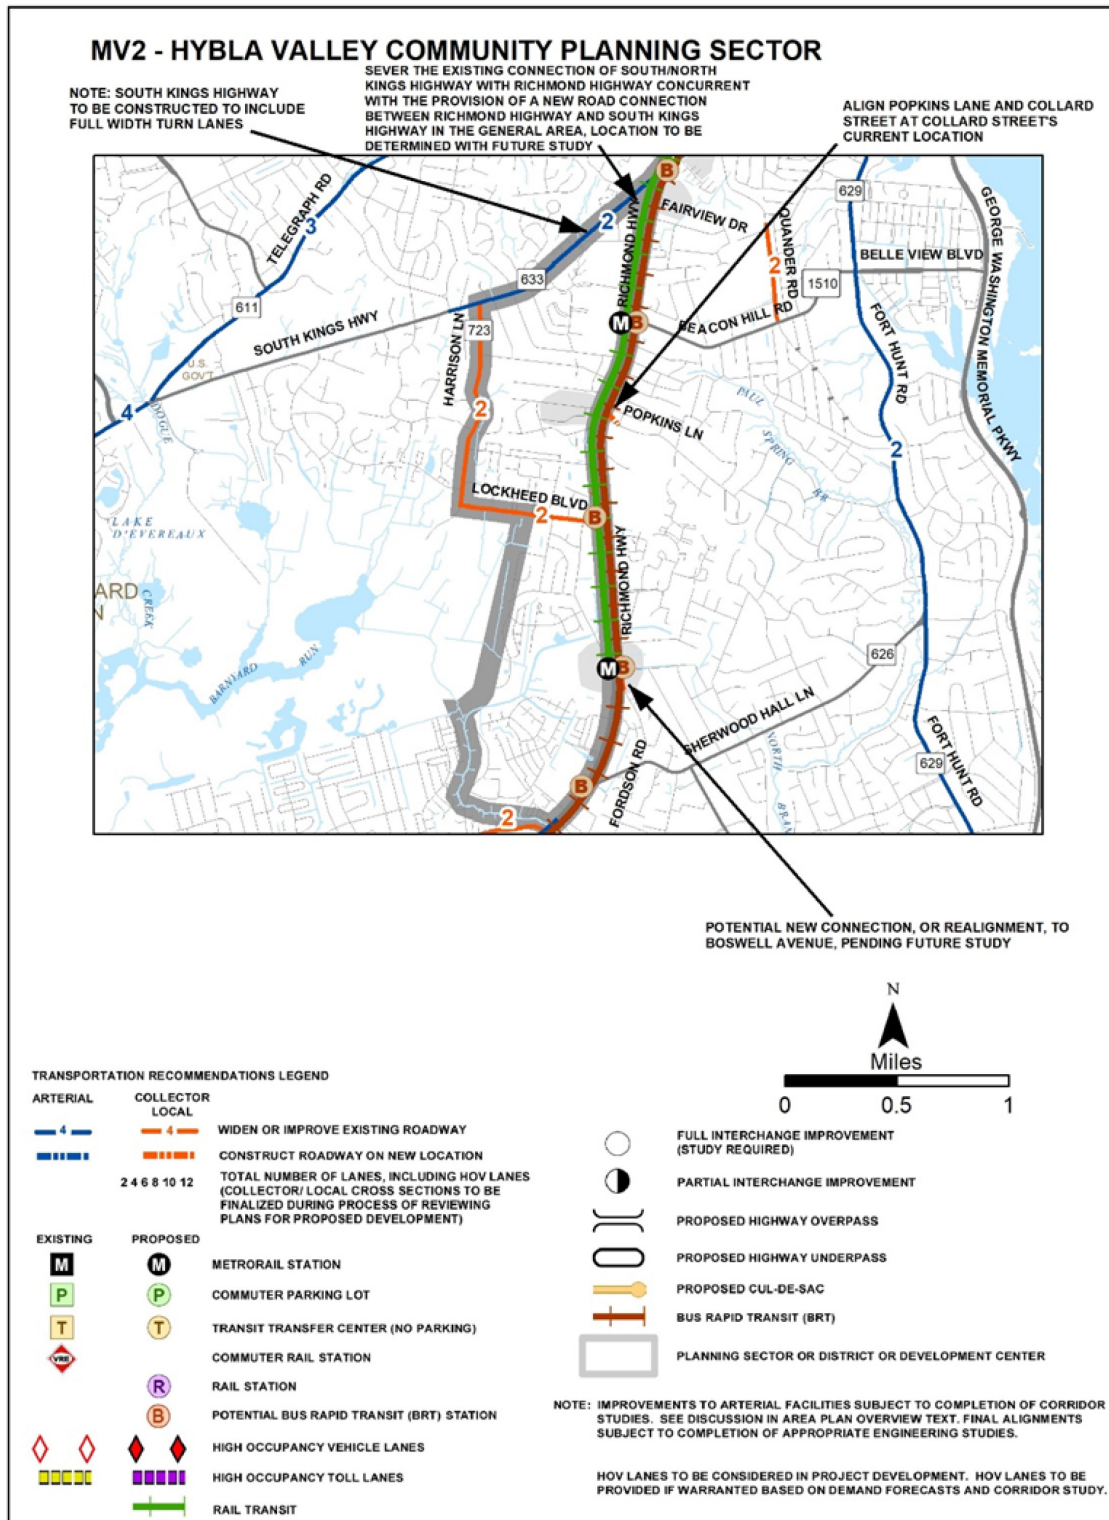 MV2 - HYBLA VALLEY COMMUNITY PLANNING SECTOR
NOTE: SOUTH KINGS HIGHWAY
TO BE CONSTRUCTED TO INCLUDE
FULL WIDTH TURN LANES
SEVER THE EXISTING CONNECTION OF SOUTH/NORTH
KINGS HIGHWAY WITH RICHMOND HIGHWAY CONCURRENT
WITH THE PROVISION OF A NEW ROAD CONNECTION
BETWEEN RICHMOND HIGHWAY AND SOUTH KINGS
HIGHWAY IN THE GENERAL AREA, LOCATION TO BE
DETERMINED WITH FUTURE STUDY
ALIGN POPKINS LANE AND COLLARD
STREET AT COLLARD STREET'S
CURRENT LOCATION
TELEGRAPH RD
3
611
SOUTH KINGS HWY
U.S.
GOV'T
4
DOGUE
CREEK
LAKE
D'EVEREAUX
ARD
N
BARNYARD RUN
633
2
723
HARRISON LN
2
LOCKHEED BLVD
2
B
RICHMOND HWY
FAIRVIEW DR
M
B
BEACON HILL RD
QUANDER RD
2
1510
BELLE VIEW BLVD
629
FORT HUNT RD
2
GEORGE WASHINGTON MEMORIAL PKWY
POPKINS LN
PAUL
SPRING
BR
B
RICHMOND HWY
M
B
626
SHERWOOD HALL LN
FORDSON RD
NORTH
BRAN
629
FORT HUNT RD
B
2
POTENTIAL NEW CONNECTION, OR REALIGNMENT, TO
BOSWELL AVENUE, PENDING FUTURE STUDY
N
Miles
0 0.5 1
TRANSPORTATION RECOMMENDATIONS LEGEND
ARTERIAL
COLLECTOR
LOCAL
4 4 WIDEN OR IMPROVE EXISTING ROADWAY
CONSTRUCT ROADWAY ON NEW LOCATION
2 4 6 8 10 12 TOTAL NUMBER OF LANES, INCLUDING HOV LANES
(COLLECTOR/ LOCAL CROSS SECTIONS TO BE
FINALIZED DURING PROCESS OF REVIEWING
PLANS FOR PROPOSED DEVELOPMENT)
EXISTING PROPOSED
M M METRORAIL STATION
P P COMMUTER PARKING LOT
T T TRANSIT TRANSFER CENTER (NO PARKING)
VRE COMMUTER RAIL STATION
R RAIL STATION
B POTENTIAL BUS RAPID TRANSIT (BRT) STATION
HIGH OCCUPANCY VEHICLE LANES
HIGH OCCUPANCY TOLL LANES
RAIL TRANSIT
FULL INTERCHANGE IMPROVEMENT
(STUDY REQUIRED)
PARTIAL INTERCHANGE IMPROVEMENT
PROPOSED HIGHWAY OVERPASS
PROPOSED HIGHWAY UNDERPASS
PROPOSED CUL-DE-SAC
BUS RAPID TRANSIT (BRT)
PLANNING SECTOR OR DISTRICT OR DEVELOPMENT CENTER
NOTE: IMPROVEMENTS TO ARTERIAL FACILITIES SUBJECT TO COMPLETION OF CORRIDOR
STUDIES. SEE DISCUSSION IN AREA PLAN OVERVIEW TEXT. FINAL ALIGNMENTS
SUBJECT TO COMPLETION OF APPROPRIATE ENGINEERING STUDIES.
HOV LANES TO BE CONSIDERED IN PROJECT DEVELOPMENT. HOV LANES TO BE
PROVIDED IF WARRANTED BASED ON DEMAND FORECASTS AND CORRIDOR STUDY.